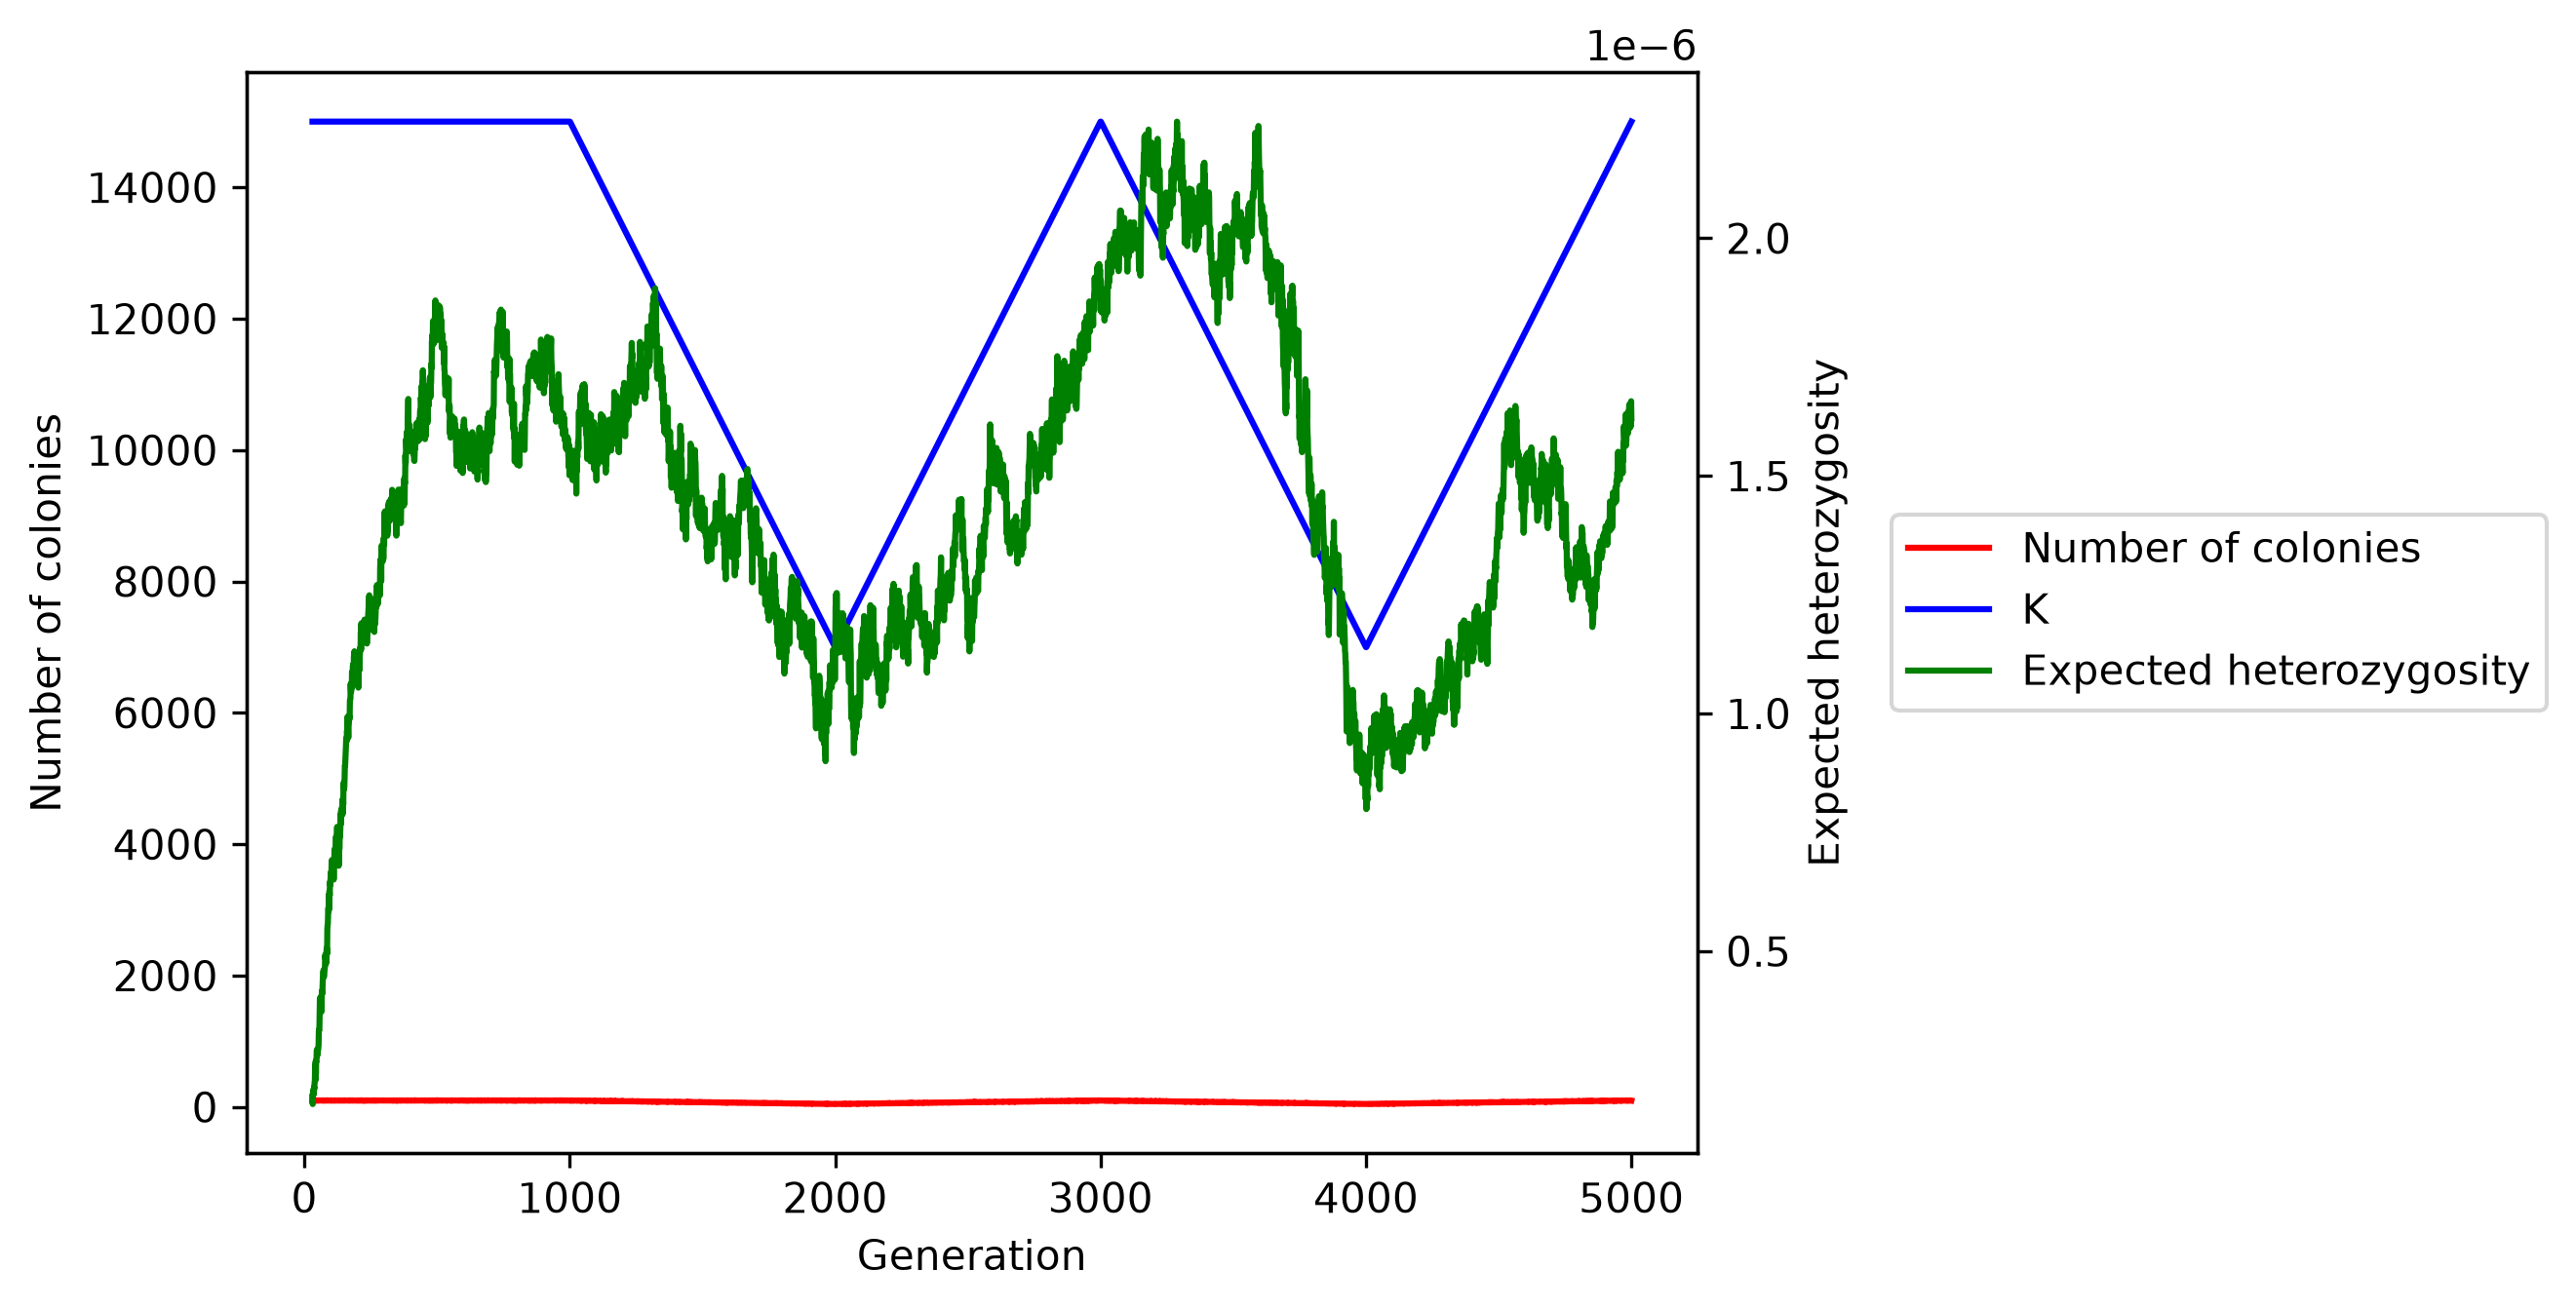 1e−6
14000
12000
10000
8000
6000
4000
2000
0
Number of colonies
2.0
1.5
1.0
0.5
Expected heterozygosity
0 1000 2000 3000 4000 5000
Generation
Number of colonies
K
Expected heterozygosity